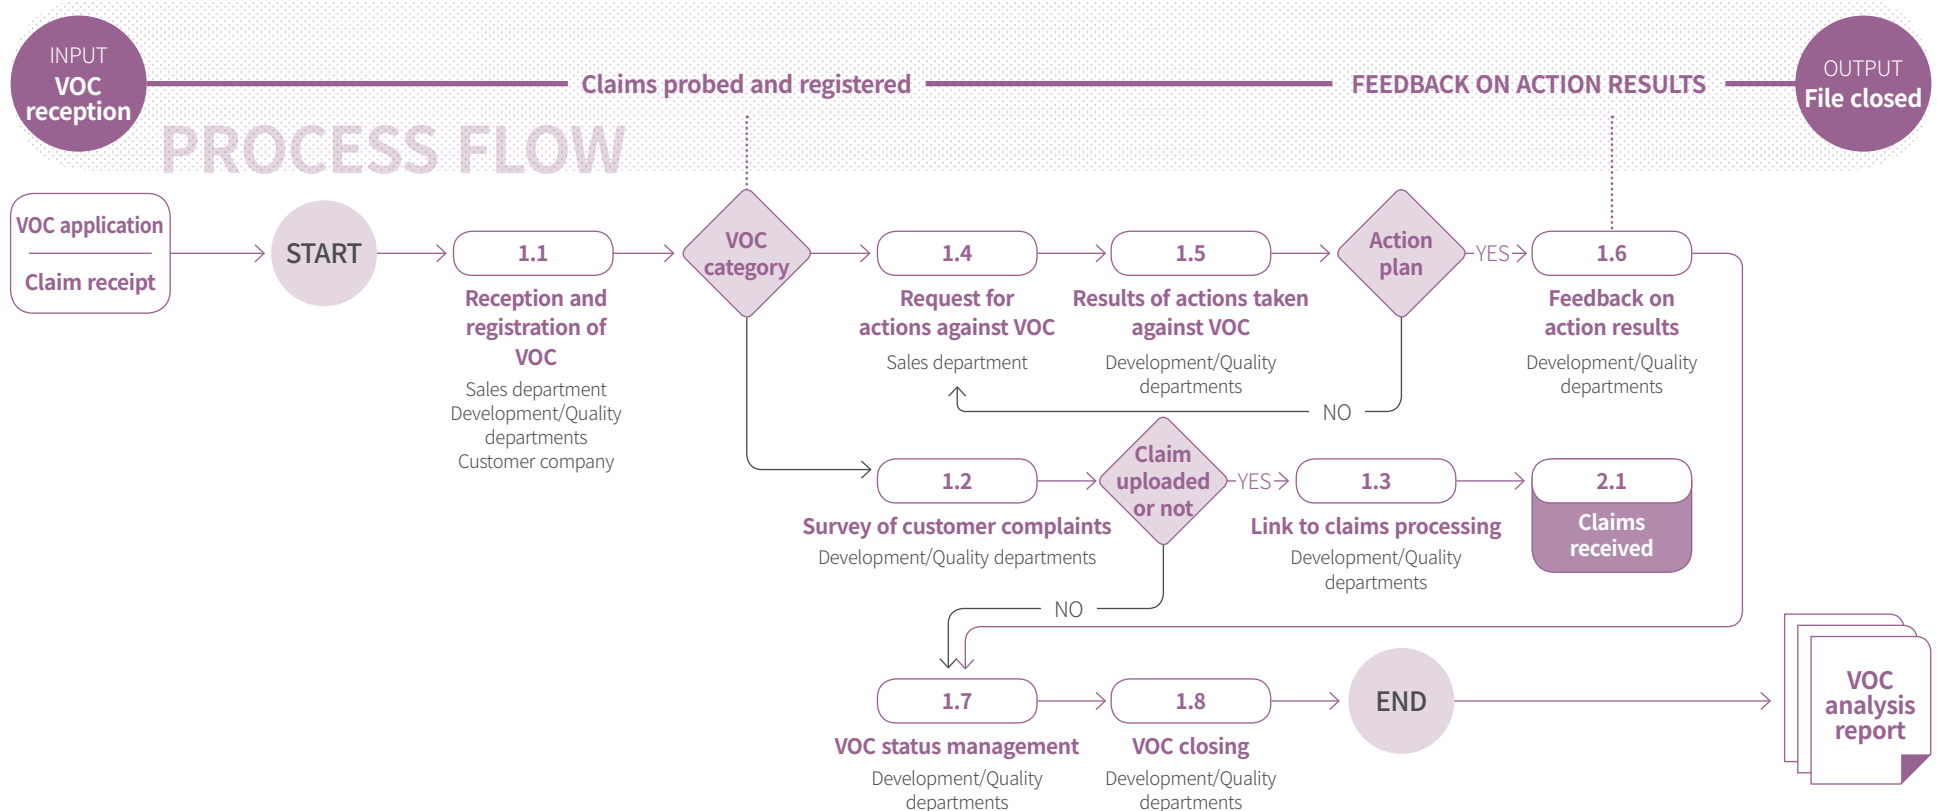 INPUT
VOC
reception
Claims probed and registered
FEEDBACK ON ACTION RESULTS
OUTPUT
File closed
PROCESS FLOW
VOC application
Claim receipt
START
1.1
Reception and
registration of
VOC
Sales department
Development/Quality
departments
Customer company
VOC
category
1.4
Request for
actions against VOC
Sales department
1.5
Results of actions taken
against VOC
Development/Quality
departments
Action
plan
YES
NO
1.6
Feedback on
action results
Development/Quality
departments
1.2
Survey of customer complaints
Development/Quality departments
Claim
uploaded
or not
YES
NO
1.3
Link to claims processing
Development/Quality
departments
2.1
Claims
received
1.7
VOC status management
Development/Quality
departments
1.8
VOC closing
Development/Quality
departments
END
VOC
analysis
report